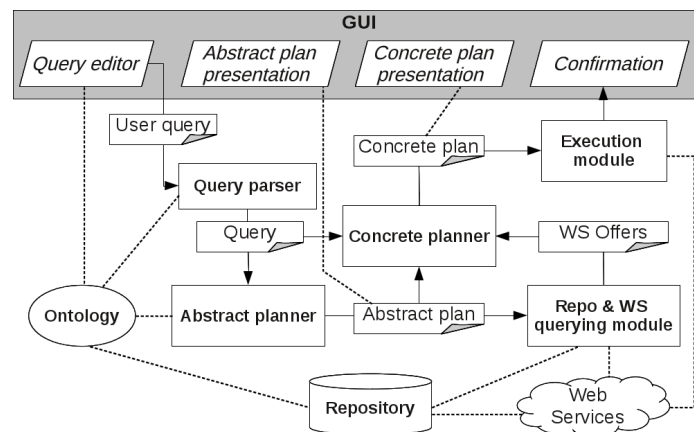 GUI
Query editor
Abstract plan
presentation
Concrete plan
presentation
Confirmation
User query
Concrete plan
Execution
module
Query parser
Query
Concrete planner
WS Offers
Ontology
Abstract planner
Abstract plan
Repo & WS
querying module
Repository
Web
Services